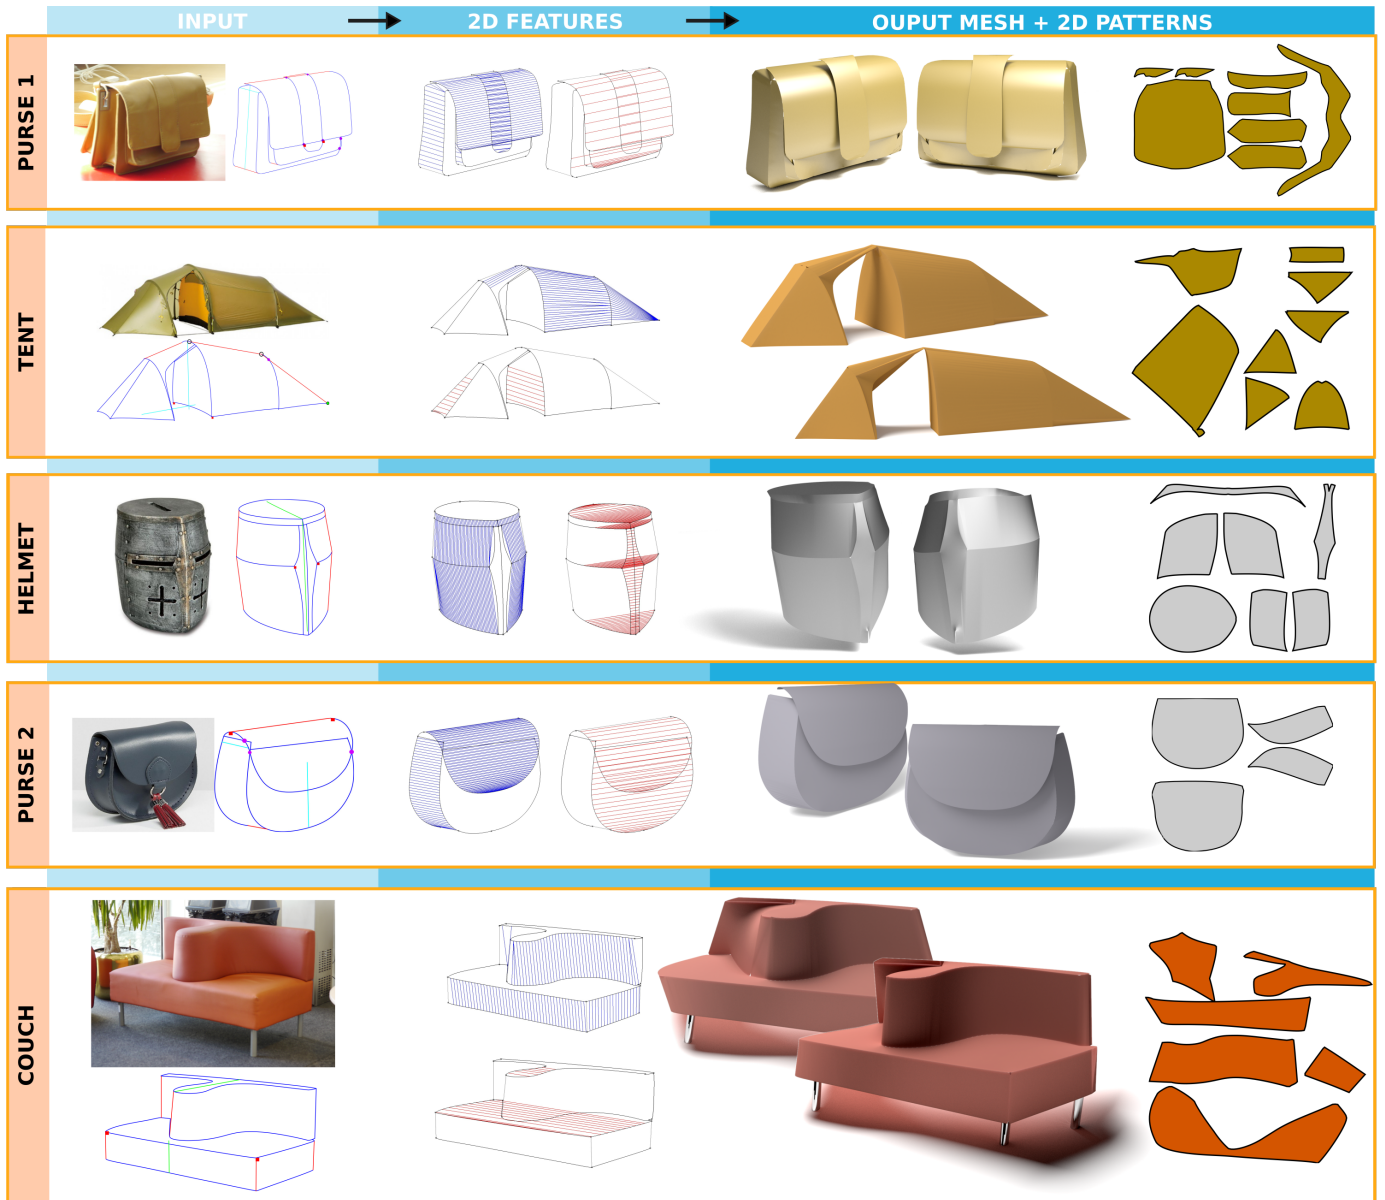 INPUT
2D FEATURES
OUPUT MESH + 2D PATTERNS
PURSE 1
TENT
HELMET
PURSE 2
COUCH